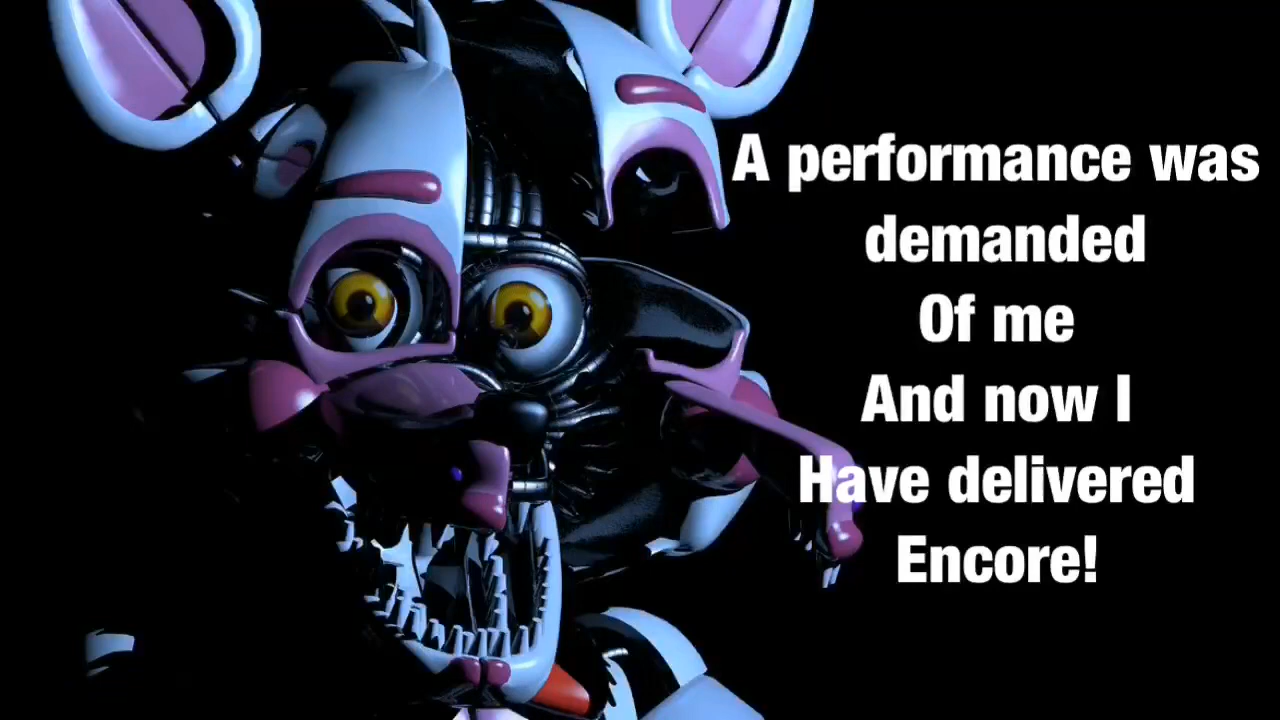 A performance was
demanded
Of me
And now I
Have delivered
Encore!